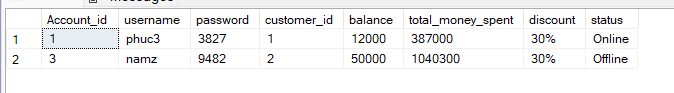 Account_id username password customer_id balance total_money_spent discount status
1 1 phuc3 3827 1 12000 387000 30% Online
2 3 namz 9482 2 50000 1040300 30% Offline